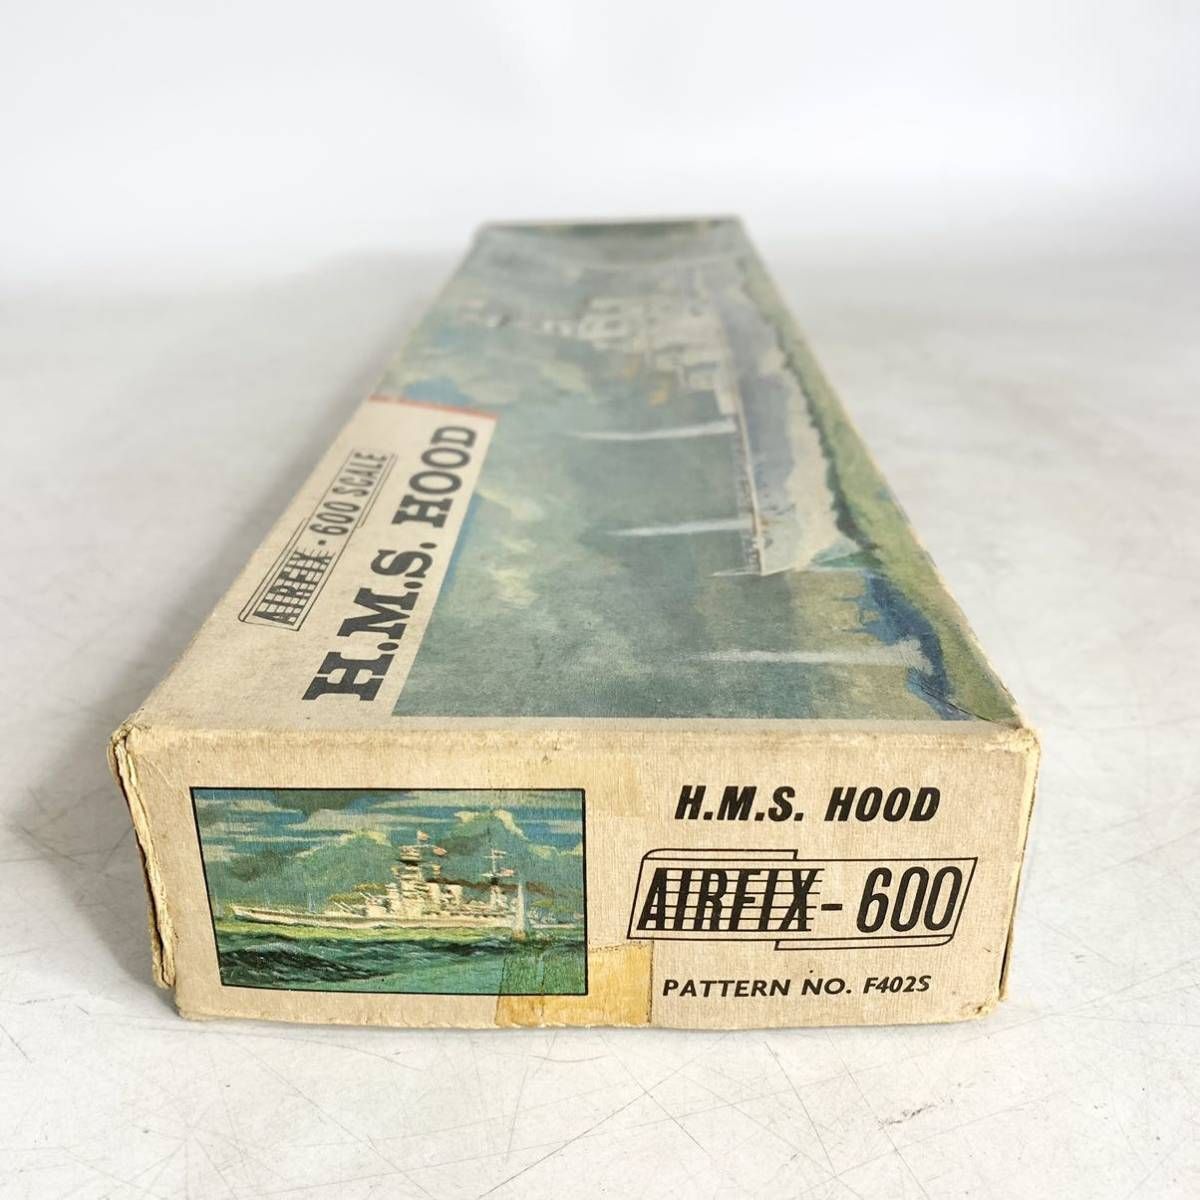 AIRFIX·600 SCALE
H.M.S. HOOD
H.M.S. HOOD
AIRFIX-600
PATTERN NO. F402S